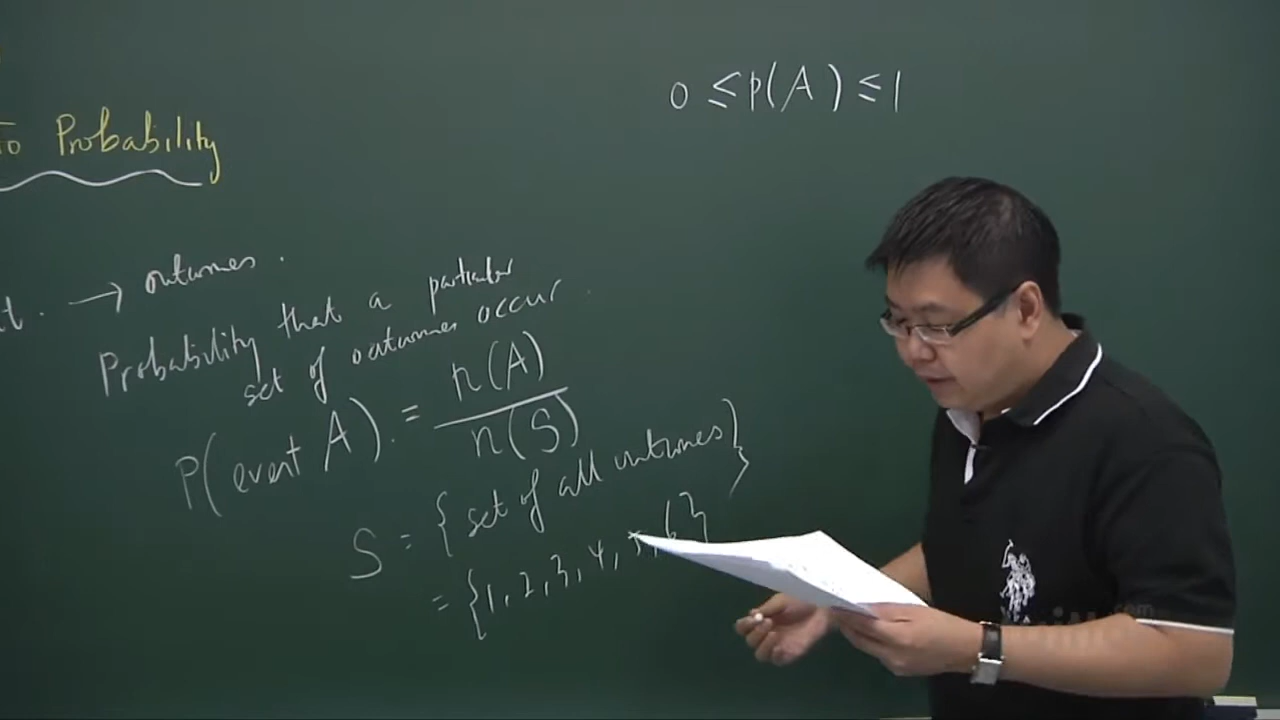 To Probability
0 ≤ p(A) ≤ 1
→ outcomes.
Probability that a particular
set of outcomes occur
P(event A). = n(A)
n(S)
S = { set of all outcomes }
= {1, 2, 3, 4, 5, 6}